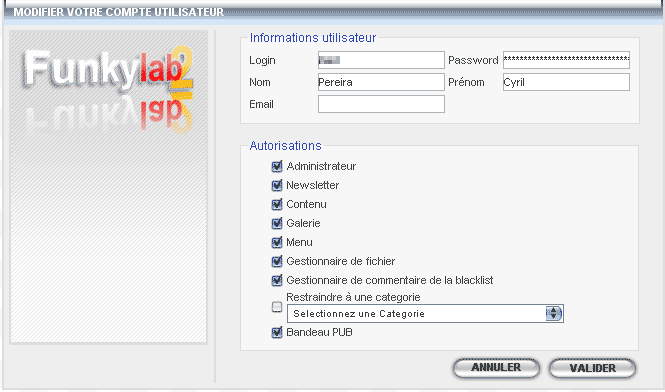 MODIFIER VOTRE COMPTE UTILISATEUR
Funkylab
Informations utilisateur
Login Password ********************************
Nom Pereira Prénom Cyril
Email
Autorisations
Administrateur
Newsletter
Contenu
Galerie
Menu
Gestionnaire de fichier
Gestionnaire de commentaire de la blacklist
Restraindre à une categorie
Selectionnez une Categorie
Bandeau PUB
ANNULER VALIDER